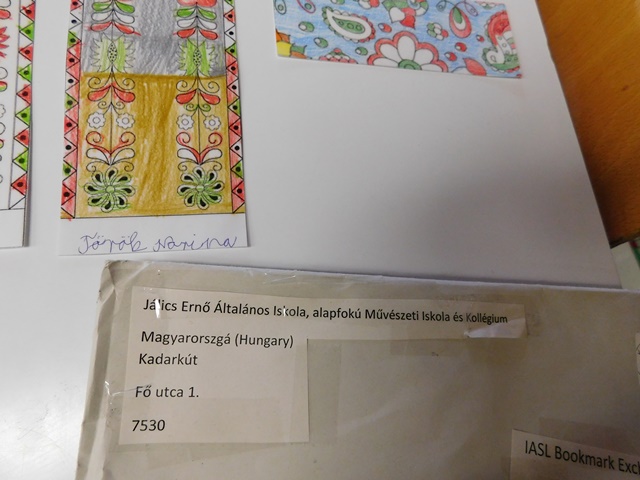 Török Narina
Jálics Ernő Általános Iskola, alapfokú Művészeti Iskola és Kollégium
Magyarorszgá (Hungary)
Kadarkút
Fő utca 1.
7530
IASL Bookmark Exch